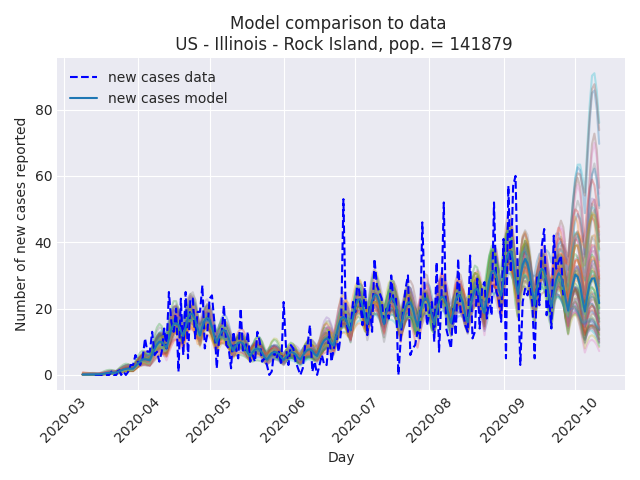 Model comparison to data
US - Illinois - Rock Island, pop. = 141879
new cases data
new cases model
Number of new cases reported
80
60
40
20
0
2020-03
2020-04
2020-05
2020-06
2020-07
2020-08
2020-09
2020-10
Day